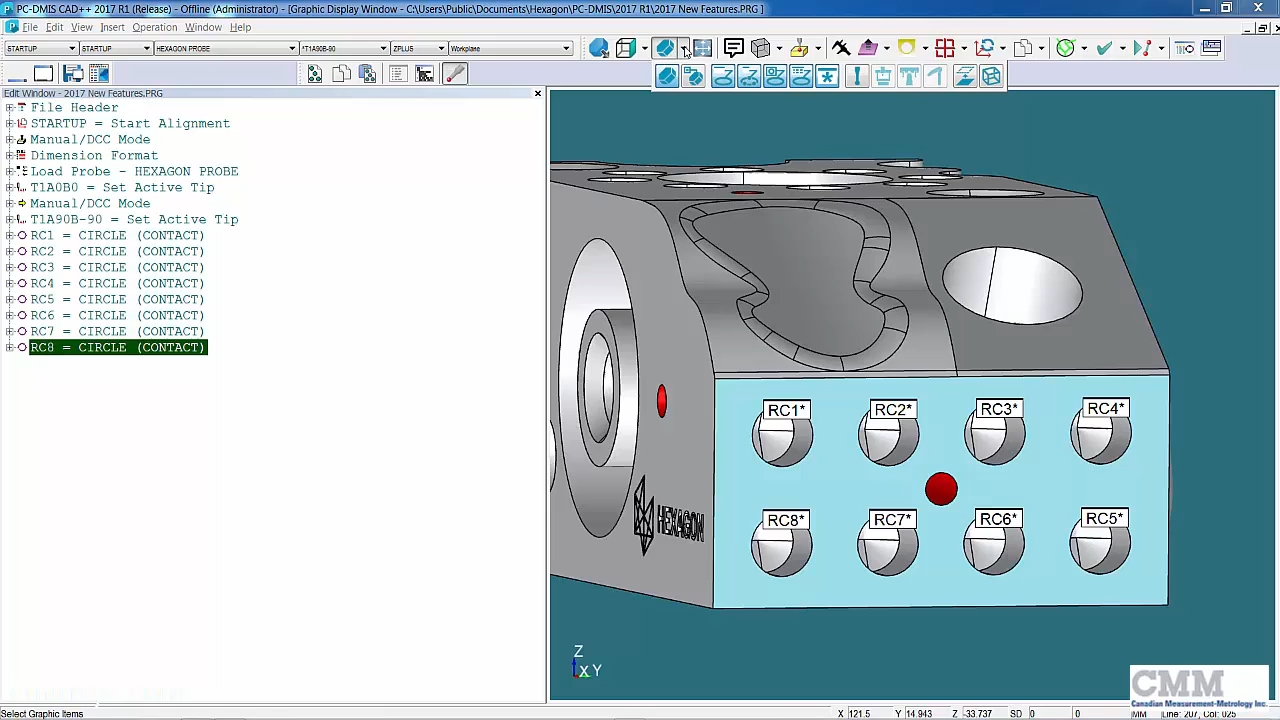 PC-DMIS CAD++ 2017 R1 (Release) - Offline (Administrator) - [Graphic Display Window - C:\Users\Public\Documents\Hexagon\PC-DMIS\2017 R1\2017 New Features.PRG ]
File Edit View Insert Operation Window Help
STARTUP STARTUP HEXAGON PROBE *T1A90B-90 ZPLUS Workplane
Edit Window - 2017 New Features.PRG
File Header
STARTUP = Start Alignment
Manual/DCC Mode
Dimension Format
Load Probe - HEXAGON PROBE
T1A0B0 = Set Active Tip
Manual/DCC Mode
T1A90B-90 = Set Active Tip
RC1 = CIRCLE (CONTACT)
RC2 = CIRCLE (CONTACT)
RC3 = CIRCLE (CONTACT)
RC4 = CIRCLE (CONTACT)
RC5 = CIRCLE (CONTACT)
RC6 = CIRCLE (CONTACT)
RC7 = CIRCLE (CONTACT)
RC8 = CIRCLE (CONTACT)
RC1* RC2* RC3* RC4*
RC8* RC7* RC6* RC5*
HEXAGON
Z
X Y
CMM
Canadian Measurement-Metrology Inc.
Select Graphic Items
X 121.5 Y 14.943 Z -33.737 SD 0 0 MM Line: 207, Col: 025